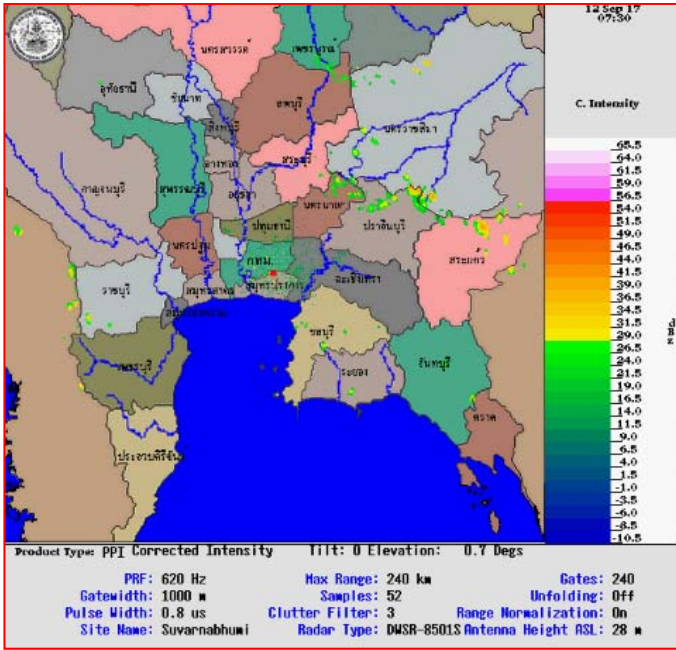 12 Sep 17
07:30
C. Intensity
นครสวรรค์
เพชรบูรณ์
อุทัยธานี
ชัยนาท
ลพบุรี
นครราชสีมา
สิงห์บุรี
อ่างทอง
สระบุรี
กาญจนบุรี
สุพรรณบุรี
อยุธยา
นครนายก
ปราจีนบุรี
นครปฐม
ปทุมธานี
สระแก้ว
กทม.
ราชบุรี
สมุทรสาคร
สมุทรปราการ
ฉะเชิงเทรา
ชลบุรี
เพชรบุรี
ระยอง
จันทบุรี
ตราด
ประจวบคีรีขันธ์
65.5
64.0
61.5
59.0
56.5
54.0
51.5
49.0
46.5
44.0
41.5
39.0
36.5
34.0
31.5
29.0
26.5
24.0
21.5
19.0
16.5
14.0
11.5
9.0
6.5
4.0
1.5
-1.0
-3.5
-6.0
-8.5
-10.5
Product Type: PPI Corrected Intensity Tilt: 0 Elevation: 0.7 Degs
PRF: 620 Hz Max Range: 240 km Gates: 240
Gatewidth: 1000 m Samples: 52 Unfolding: Off
Pulse Width: 0.8 us Clutter Filter: 3 Range Normalization: On
Site Name: Suvarnabhumi Radar Type: DWSR-8501S Antenna Height ASL: 28 m